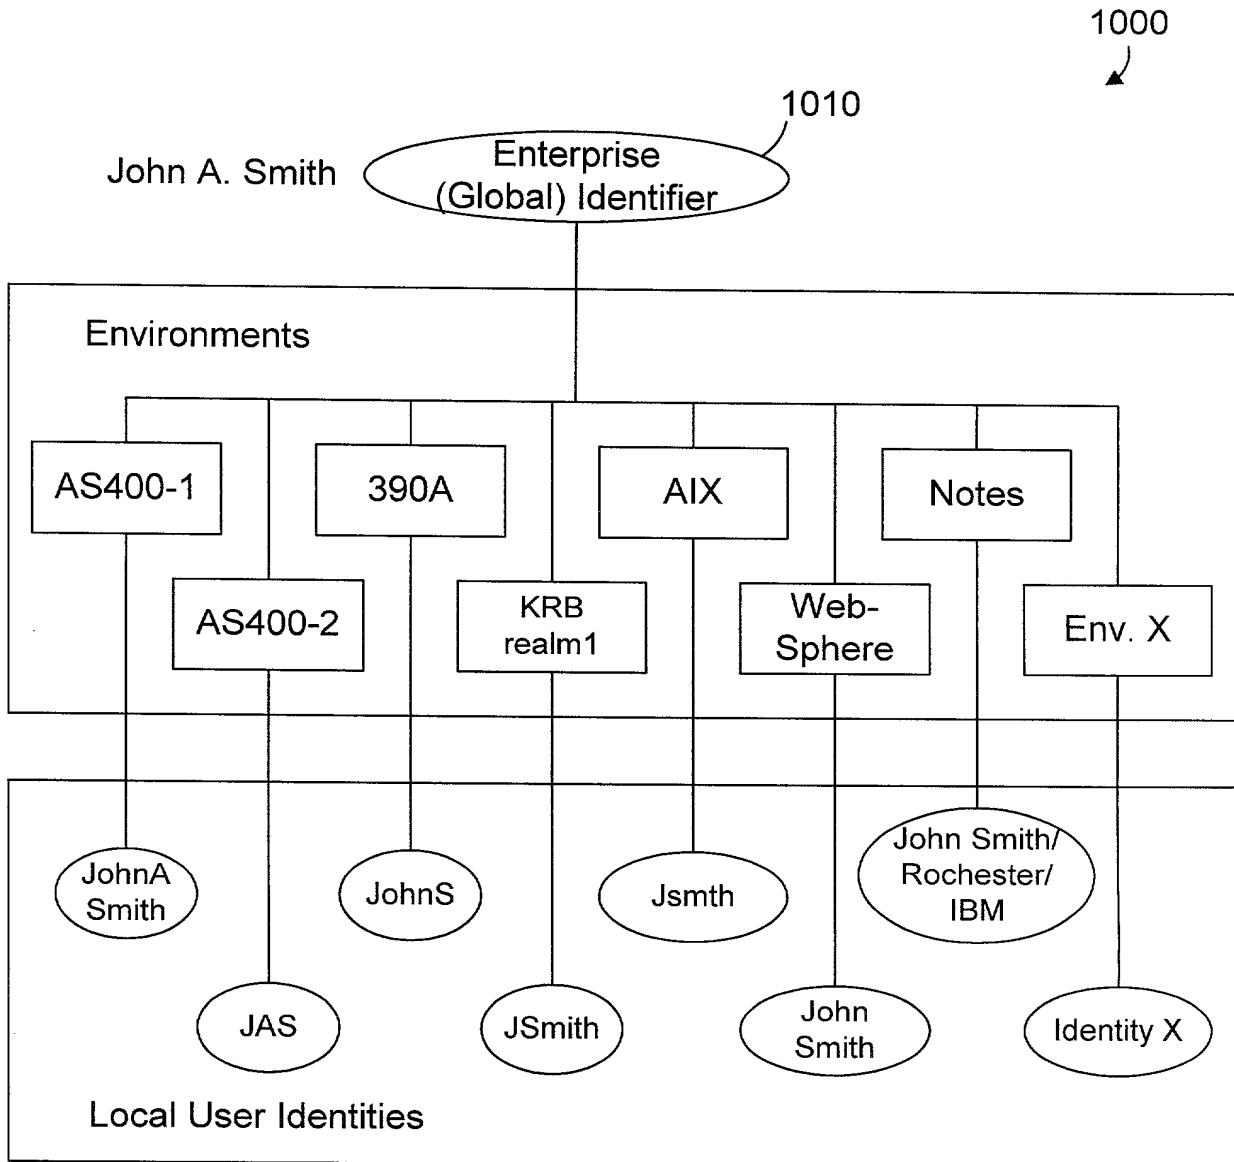 1000
1010
John A. Smith
Enterprise
(Global) Identifier
Environments
AS400-1
390A
AIX
Notes
AS400-2
KRB
realm1
Web-
Sphere
Env. X
JohnA
Smith
JohnS
Jsmth
John Smith/
Rochester/
IBM
JAS
JSmith
John
Smith
Identity X
Local User Identities